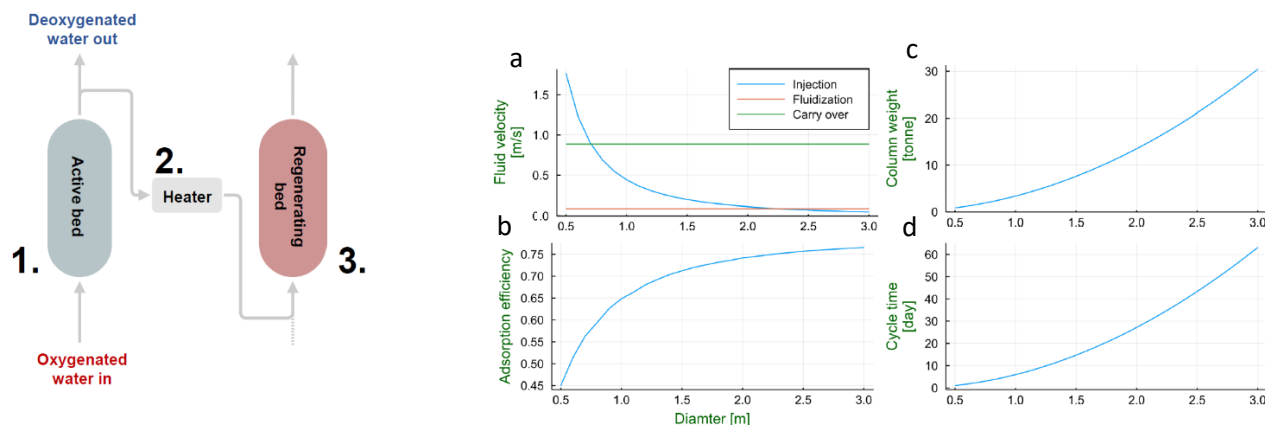 Deoxygenated
water out
Active bed
2.
Heater
Regenerating
bed
1.
3.
Oxygenated
water in
a
Fluid velocity
[m/s]
1.5
1.0
0.5
0.0
Injection
Fluidization
Carry over
0.5
1.0
1.5
2.0
2.5
3.0
b
Adsorption efficiency
0.75
0.70
0.65
0.60
0.55
0.50
0.45
0.5
1.0
1.5
2.0
2.5
3.0
Diamter [m]
c
Column weight
[tonne]
30
20
10
0
0.5
1.0
1.5
2.0
2.5
3.0
d
Cycle time
[day]
60
50
40
30
20
10
0
0.5
1.0
1.5
2.0
2.5
3.0